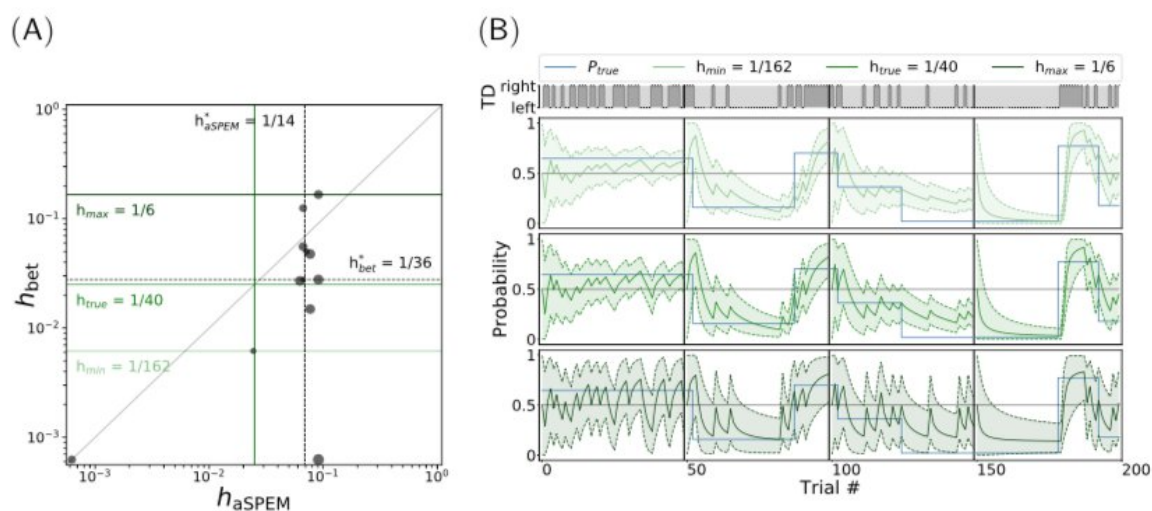 (A)
10⁰
h*aSPEM = 1/14
10⁻¹
hmax = 1/6
h*bet = 1/36
hbet
htrue = 1/40
10⁻²
hmin = 1/162
10⁻³
10⁻³ 10⁻² 10⁻¹ 10⁰
haSPEM
(B)
Ptrue hmin = 1/162 htrue = 1/40 hmax = 1/6
TD right
left
1
0.5
0
1
0.5
0
1
0.5
0
Probability
0 50 100 150 200
Trial #